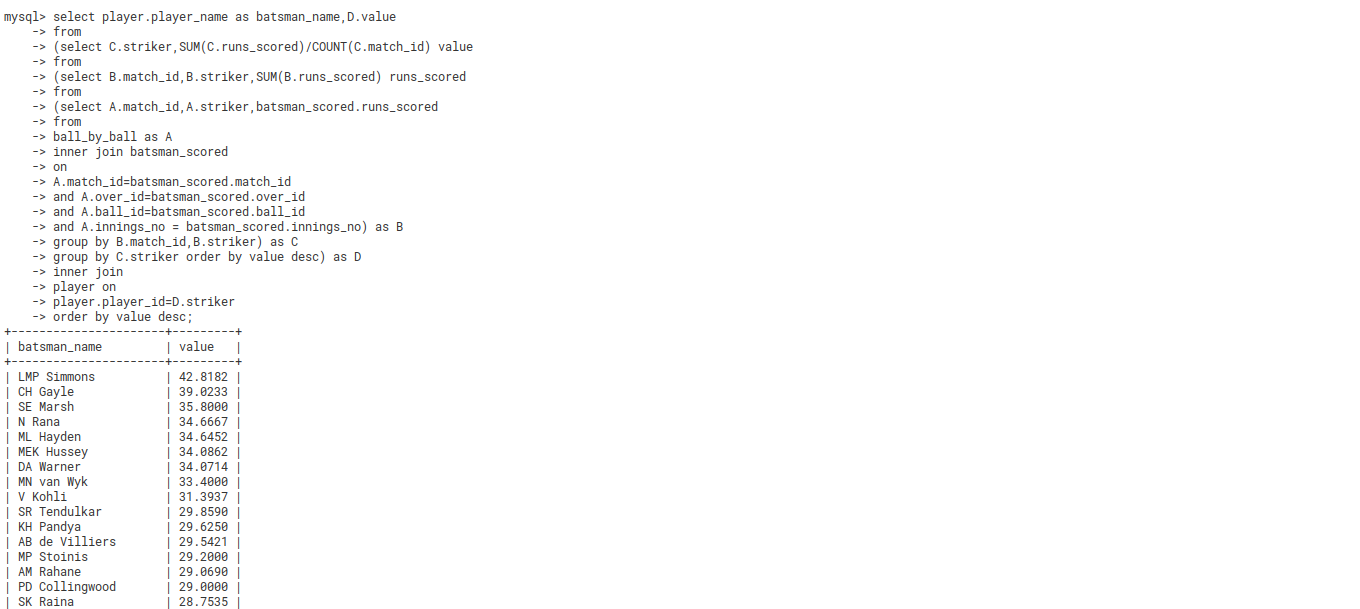 mysql> select player.player_name as batsman_name,D.value
    -> from
    -> (select C.striker,SUM(C.runs_scored)/COUNT(C.match_id) value
    -> from
    -> (select B.match_id,B.striker,SUM(B.runs_scored) runs_scored
    -> from
    -> (select A.match_id,A.striker,batsman_scored.runs_scored
    -> from
    -> ball_by_ball as A
    -> inner join batsman_scored
    -> on
    -> A.match_id=batsman_scored.match_id
    -> and A.over_id=batsman_scored.over_id
    -> and A.ball_id=batsman_scored.ball_id
    -> and A.innings_no = batsman_scored.innings_no) as B
    -> group by B.match_id,B.striker) as C
    -> group by C.striker order by value desc) as D
    -> inner join
    -> player on
    -> player.player_id=D.striker
    -> order by value desc;
+----------------------+---------+
| batsman_name         | value   |
+----------------------+---------+
| LMP Simmons          | 42.8182 |
| CH Gayle             | 39.0233 |
| SE Marsh             | 35.8000 |
| N Rana               | 34.6667 |
| ML Hayden            | 34.6452 |
| MEK Hussey           | 34.0862 |
| DA Warner            | 34.0714 |
| MN van Wyk           | 33.4000 |
| V Kohli              | 31.3937 |
| SR Tendulkar         | 29.8590 |
| KH Pandya            | 29.6250 |
| AB de Villiers       | 29.5421 |
| MP Stoinis           | 29.2000 |
| AM Rahane            | 29.0690 |
| PD Collingwood       | 29.0000 |
| SK Raina             | 28.7535 |